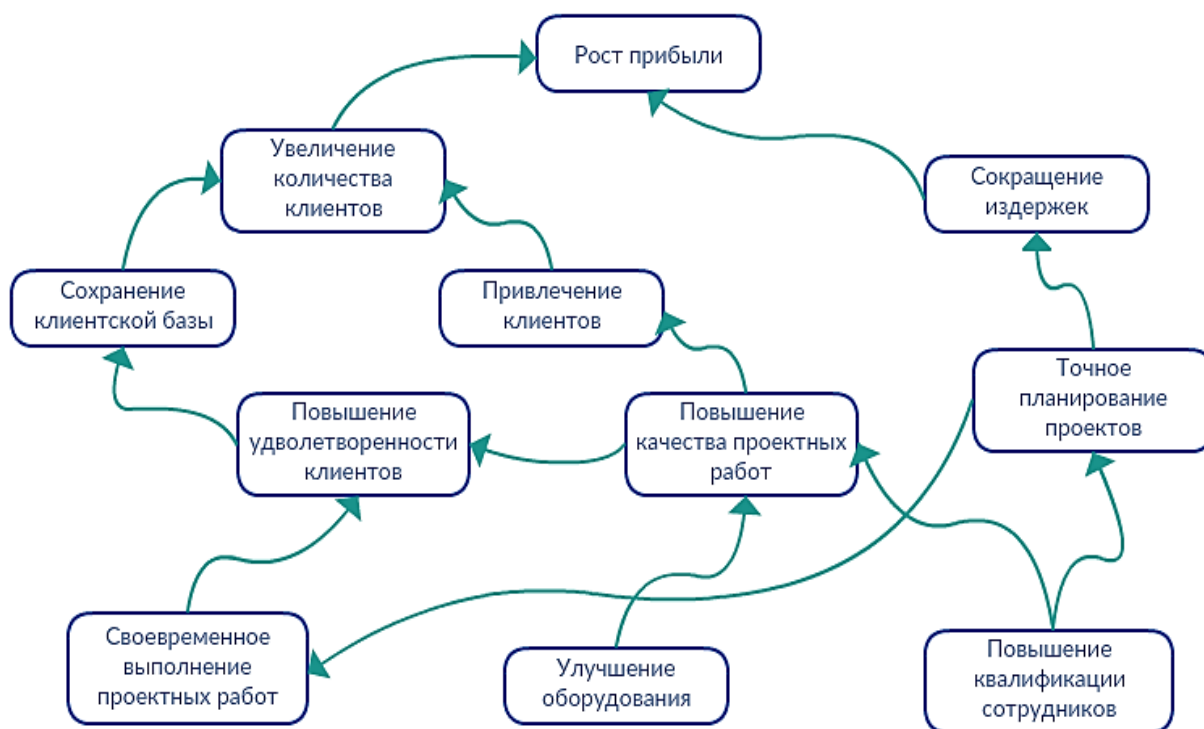 Рост прибыли
Увеличение
количества
клиентов
Сокращение
издержек
Сохранение
клиентской базы
Привлечение
клиентов
Точное
планирование
проектов
Повышение
удволетворенности
клиентов
Повышение
качества проектных
работ
Своевременное
выполнение
проектных работ
Улучшение
оборудования
Повышение
квалификации
сотрудников